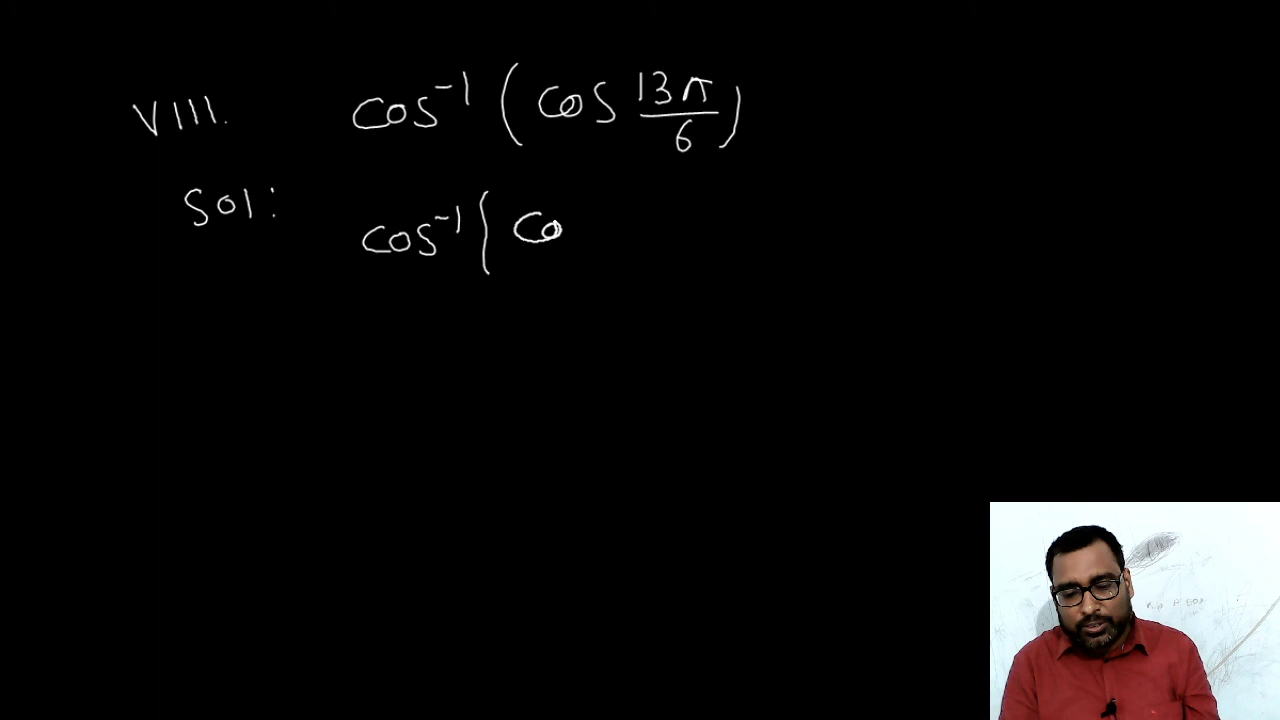 VIII. cos⁻¹ ( cos 13π/6 )
Sol: cos⁻¹ { co